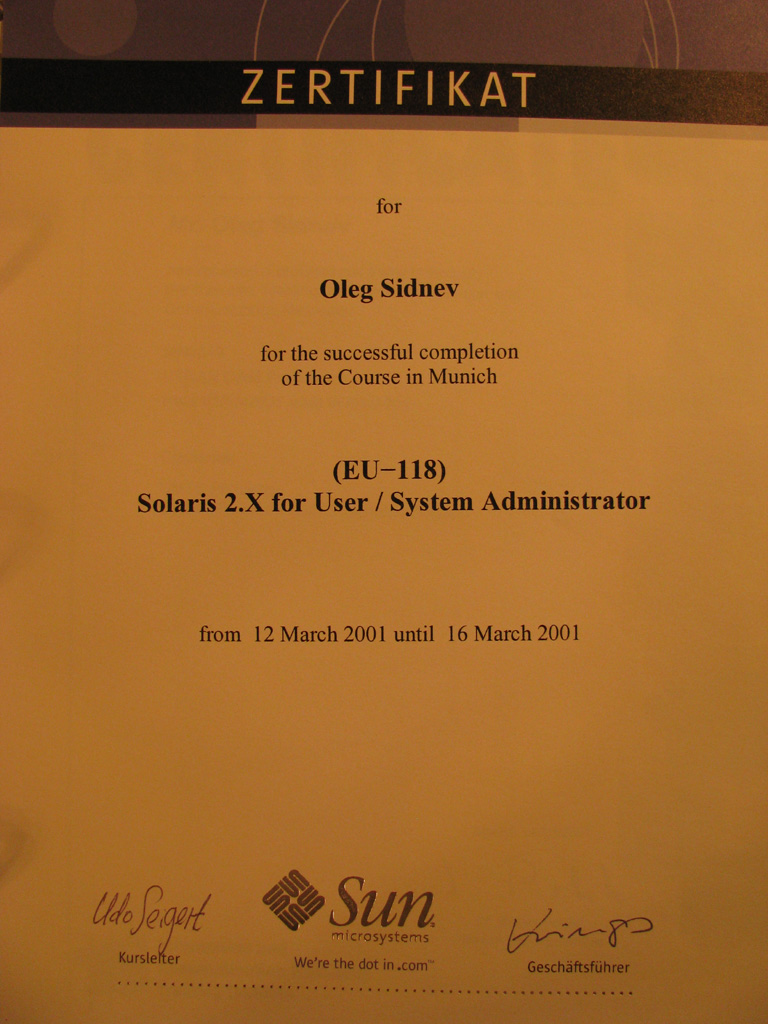 ZERTIFIKAT
for
Oleg Sidnev
for the successful completion
of the Course in Munich
(EU−118)
Solaris 2.X for User / System Administrator
from 12 March 2001 until 16 March 2001
Udo Seigert
Sun
microsystems
Kursleiter
We're the dot in .com™
Geschäftsführer